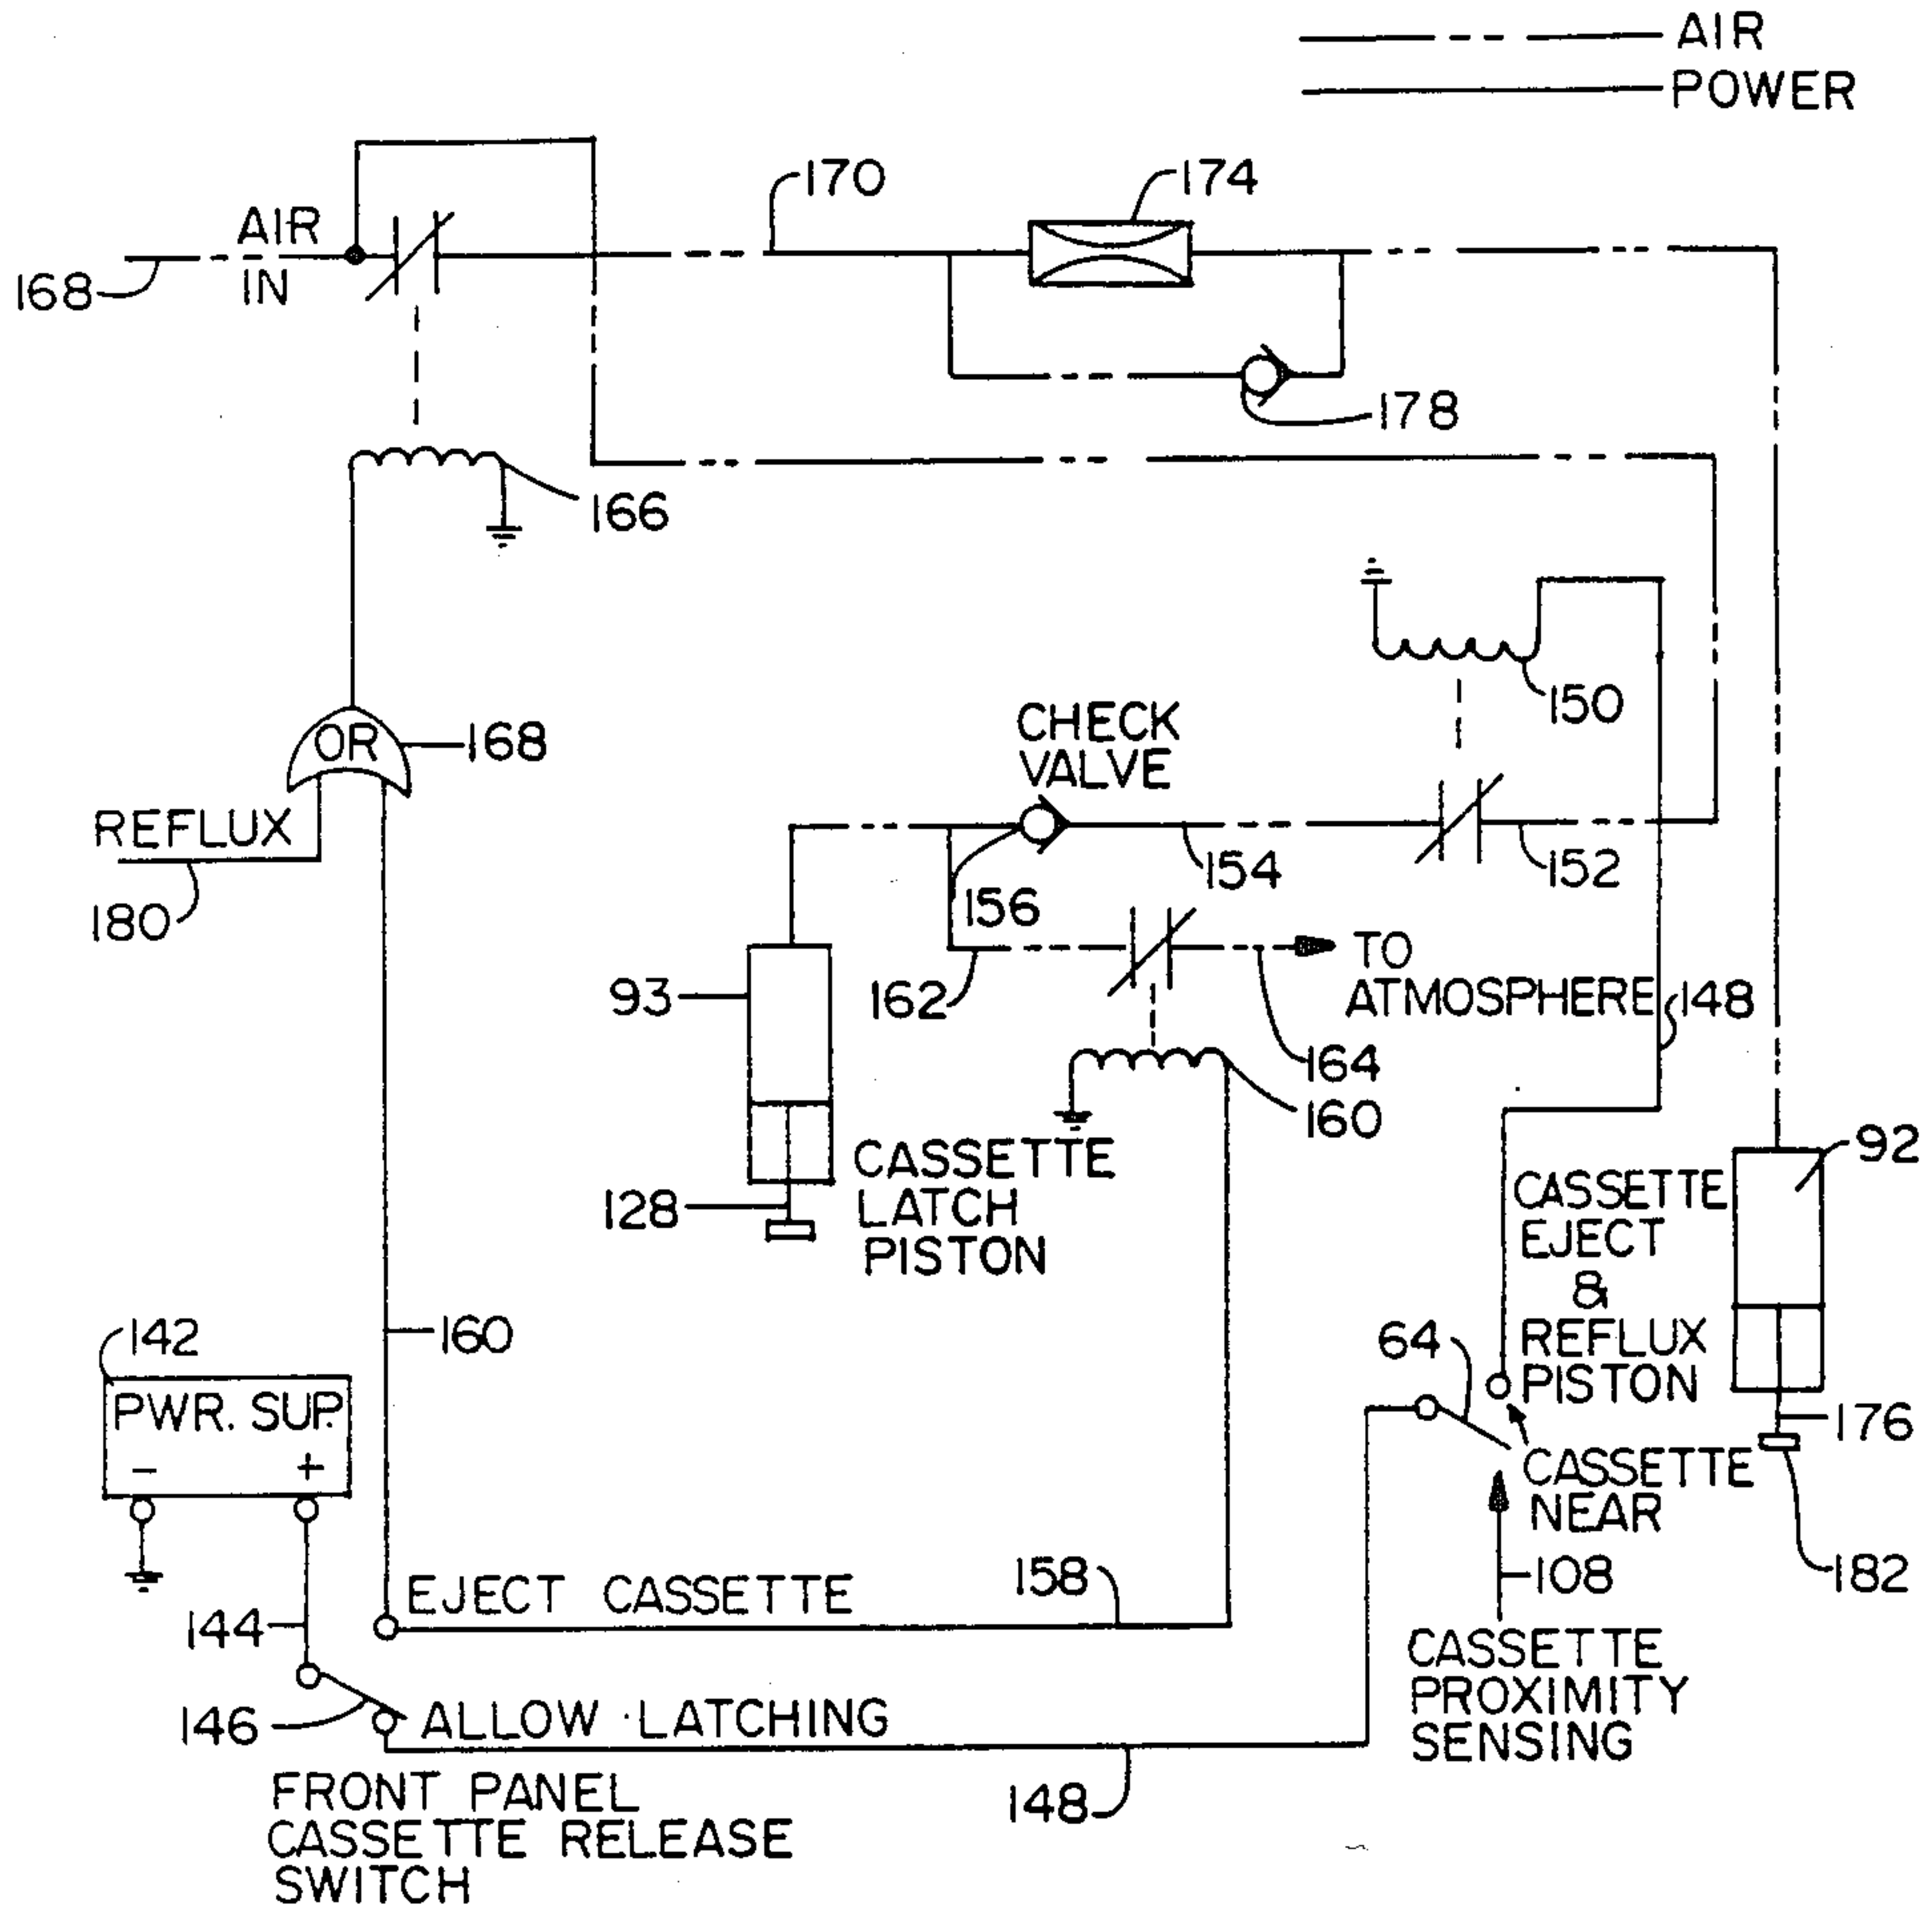 AIR
POWER
170
174
AIR
IN
168
178
166
150
CHECK
VALVE
OR
168
REFLUX
180
154
152
156
93
162
TO
ATMOSPHERE
148
164
160
92
CASSETTE
LATCH
PISTON
128
CASSETTE
EJECT
&
REFLUX
PISTON
142
160
64
PWR. SUP.
- +
176
CASSETTE
NEAR
182
108
EJECT CASSETTE
158
144
CASSETTE
PROXIMITY
SENSING
146
ALLOW LATCHING
148
FRONT PANEL
CASSETTE RELEASE
SWITCH